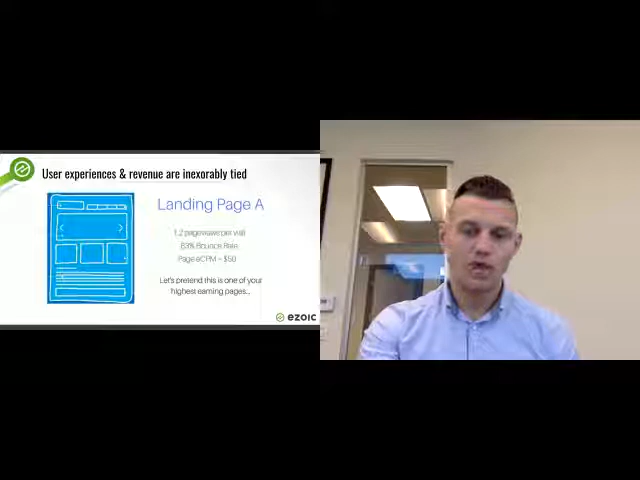 User experiences & revenue are inexorably tied
Landing Page A
1.2 pageviews per visit
83% Bounce Rate
Page eCPM = $50
Let's pretend this is one of your
highest earning pages...
ezoic